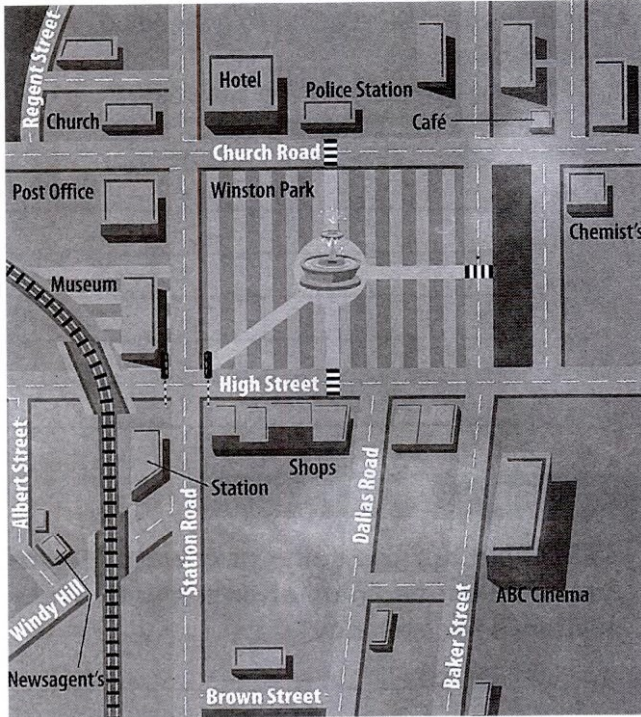 Regent Street
Hotel
Police Station
Church
Café
Church Road
Post Office
Winston Park
Chemist's
Museum
High Street
Shops
Station
Albert Street
Station Road
Dallas Road
Windy Hill
Baker Street
ABC Cinema
Newsagent's
Brown Street